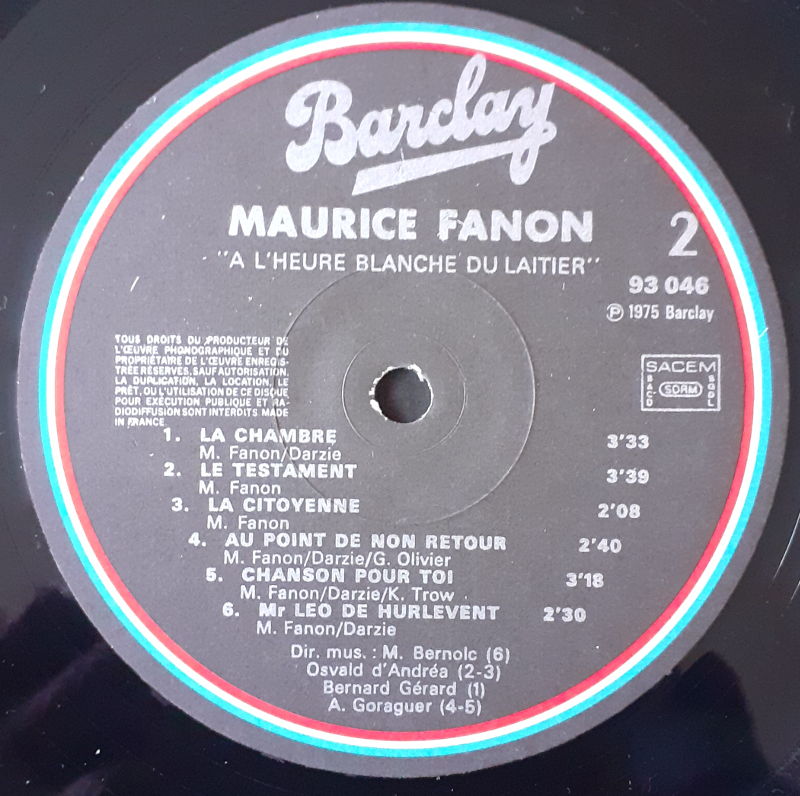 Barclay
MAURICE FANON
2
"A L'HEURE BLANCHE DU LAITIER"
93 046
℗ 1975 Barclay
TOUS DROITS DU PRODUCTEUR DE
L'ŒUVRE PHONOGRAPHIQUE ET DU
PROPRIÉTAIRE DE L'ŒUVRE ENREGIS-
TRÉE RÉSERVES, SAUF AUTORISATION,
LA DUPLICATION, LA LOCATION, LE
PRÊT, OU L'UTILISATION DE CE DISQUE
POUR EXÉCUTION PUBLIQUE ET RA-
DIODIFFUSION SONT INTERDITS MADE
IN FRANCE
SACEM
SACD
SDRM
SGDL
1. LA CHAMBRE 3'33
M. Fanon/Darzie
2. LE TESTAMENT 3'39
M. Fanon
3. LA CITOYENNE 2'08
M. Fanon
4. AU POINT DE NON RETOUR 2'40
M. Fanon/Darzie/G. Olivier
5. CHANSON POUR TOI 3'18
M. Fanon/Darzie/K. Trow
6. Mr LEO DE HURLEVENT 2'30
M. Fanon/Darzie
Dir. mus. : M. Bernolc (6)
Osvald d'Andréa (2-3)
Bernard Gérard (1)
A. Goraguer (4-5)